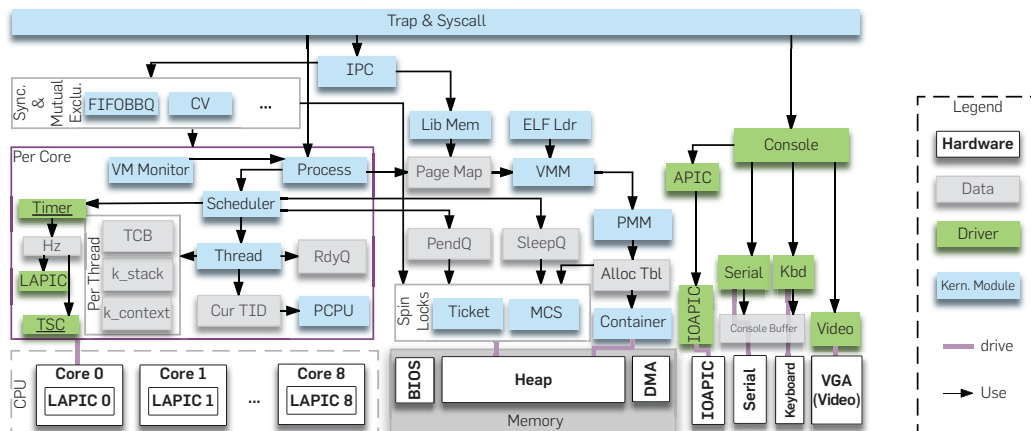 Trap & Syscall
IPC
Sync.
&
Mutual
Exclu.
FIFOBBQ
CV
...
Lib Mem
ELF Ldr
Console
Per Core
VM Monitor
Process
Page Map
VMM
APIC
Timer
Scheduler
PMM
Hz
Per Thread
TCB
Thread
RdyQ
PendQ
SleepQ
Alloc Tbl
Serial
Kbd
LAPIC
k_stack
k_context
Cur TID
PCPU
Spin
Locks
Ticket
MCS
Container
IOAPIC
Console Buffer
Video
TSC
CPU
Core 0
LAPIC 0
Core 1
LAPIC 1
...
Core 8
LAPIC 8
BIOS
Heap
DMA
Memory
IOAPIC
Serial
Keyboard
VGA
(Video)
Legend
Hardware
Data
Driver
Kern. Module
drive
Use